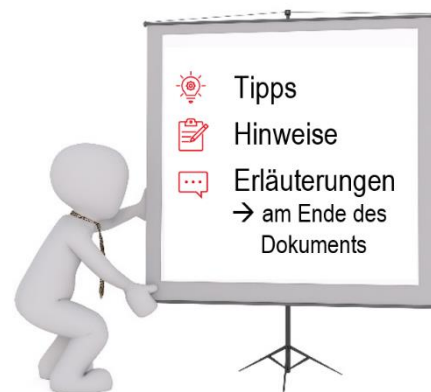 Tipps
Hinweise
Erläuterungen
→ am Ende des
Dokuments